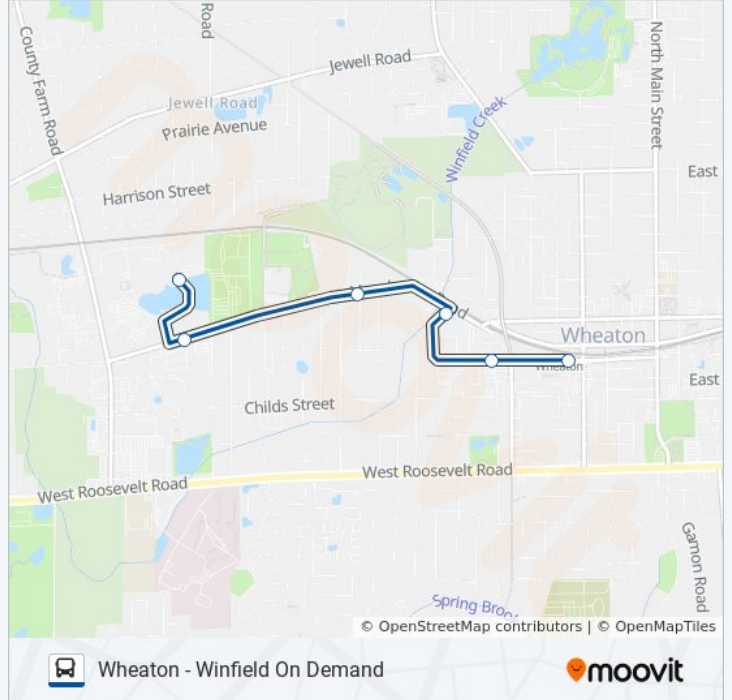 County Farm Road
Road
Jewell Road
Jewell Road
Prairie Avenue
Winfield Creek
North Main Street
East
Harrison Street
Wheaton
Wheaton
East
Childs Street
West Roosevelt Road
West Roosevelt Road
Gamon Road
Spring Broo
© OpenStreetMap contributors | © OpenMapTiles
Wheaton - Winfield On Demand
moovit